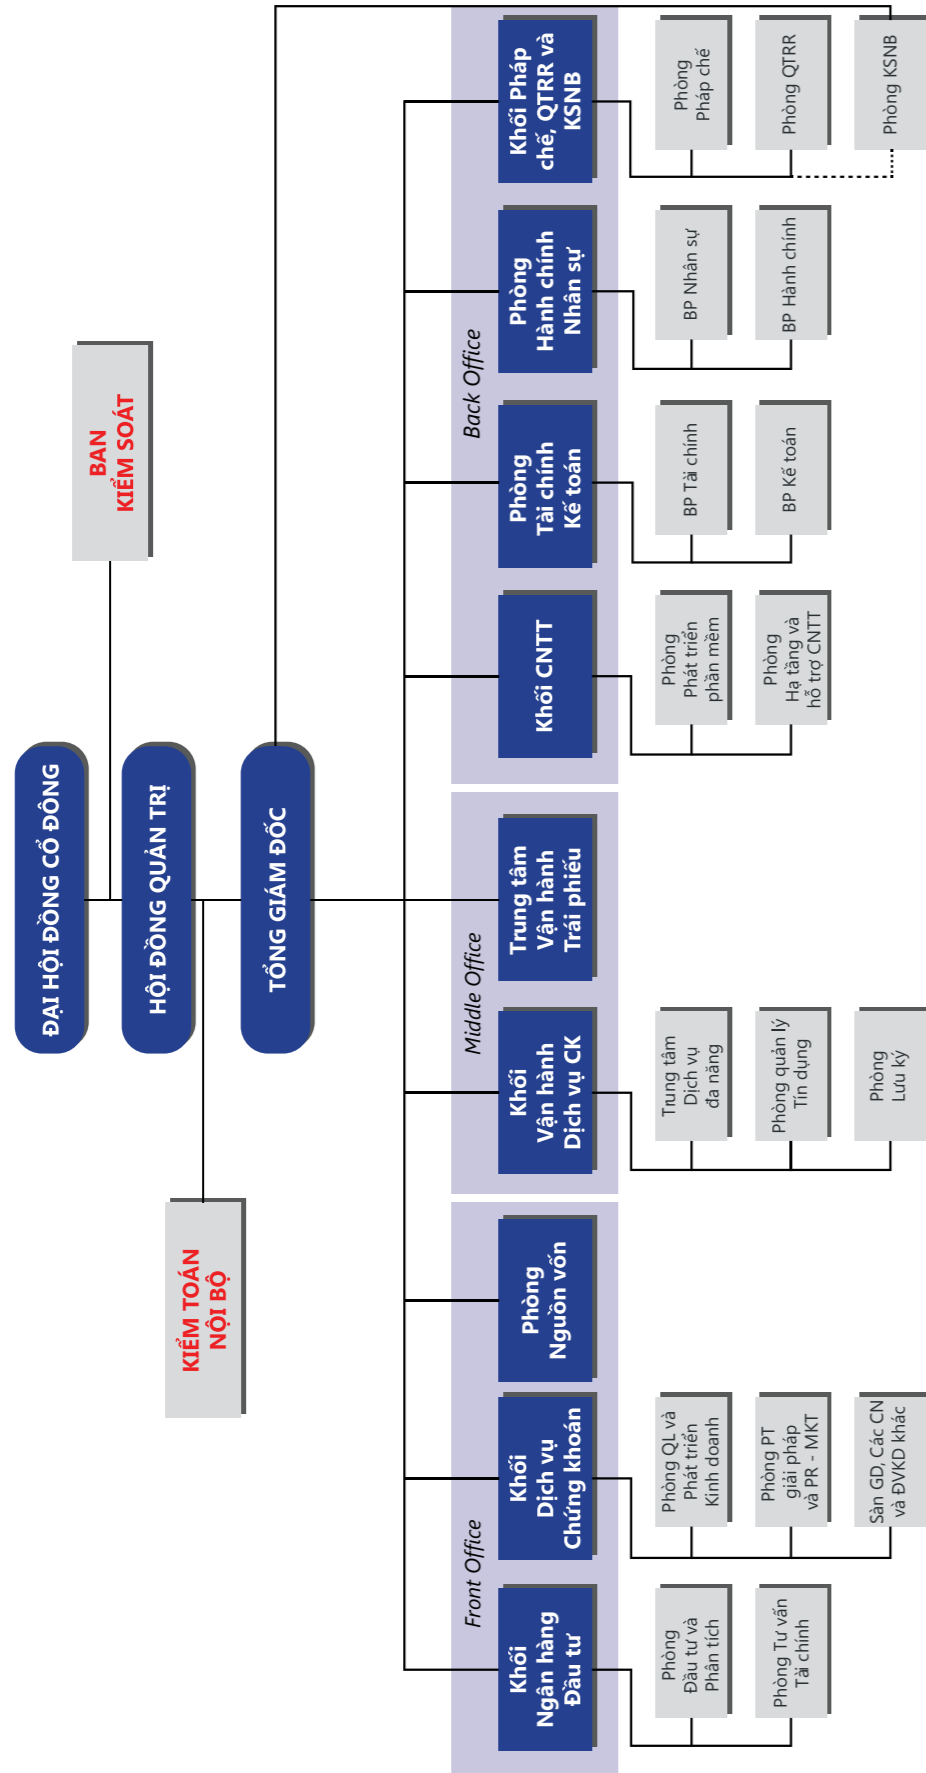 ĐẠI HỘI ĐỒNG CỔ ĐÔNG
BAN
KIỂM SOÁT
HỘI ĐỒNG QUẢN TRỊ
KIỂM TOÁN
NỘI BỘ
TỔNG GIÁM ĐỐC
Front Office
Middle Office
Back Office
Khối
Ngân hàng
Đầu tư
Khối
Dịch vụ
Chứng khoán
Phòng
Nguồn vốn
Khối
Vận hành
Dịch vụ CK
Trung tâm
Vận hành
Trái phiếu
Khối CNTT
Phòng
Tài chính
Kế toán
Phòng
Hành chính
Nhân sự
Khối Pháp
chế, QTRR và
KSNB
Phòng
Đầu tư và
Phân tích
Phòng Tư vấn
Tài chính
Phòng QL và
Phát triển
Kinh doanh
Phòng PT
giải pháp
và PR - MKT
Sàn GD, Các CN
và ĐVKD khác
Trung tâm
Dịch vụ
đa năng
Phòng quản lý
Tín dụng
Phòng
Lưu ký
Phòng
Phát triển
phần mềm
Phòng
Hạ tầng và
hỗ trợ CNTT
BP Tài chính
BP Kế toán
BP Nhân sự
BP Hành chính
Phòng
Pháp chế
Phòng QTRR
Phòng KSNB